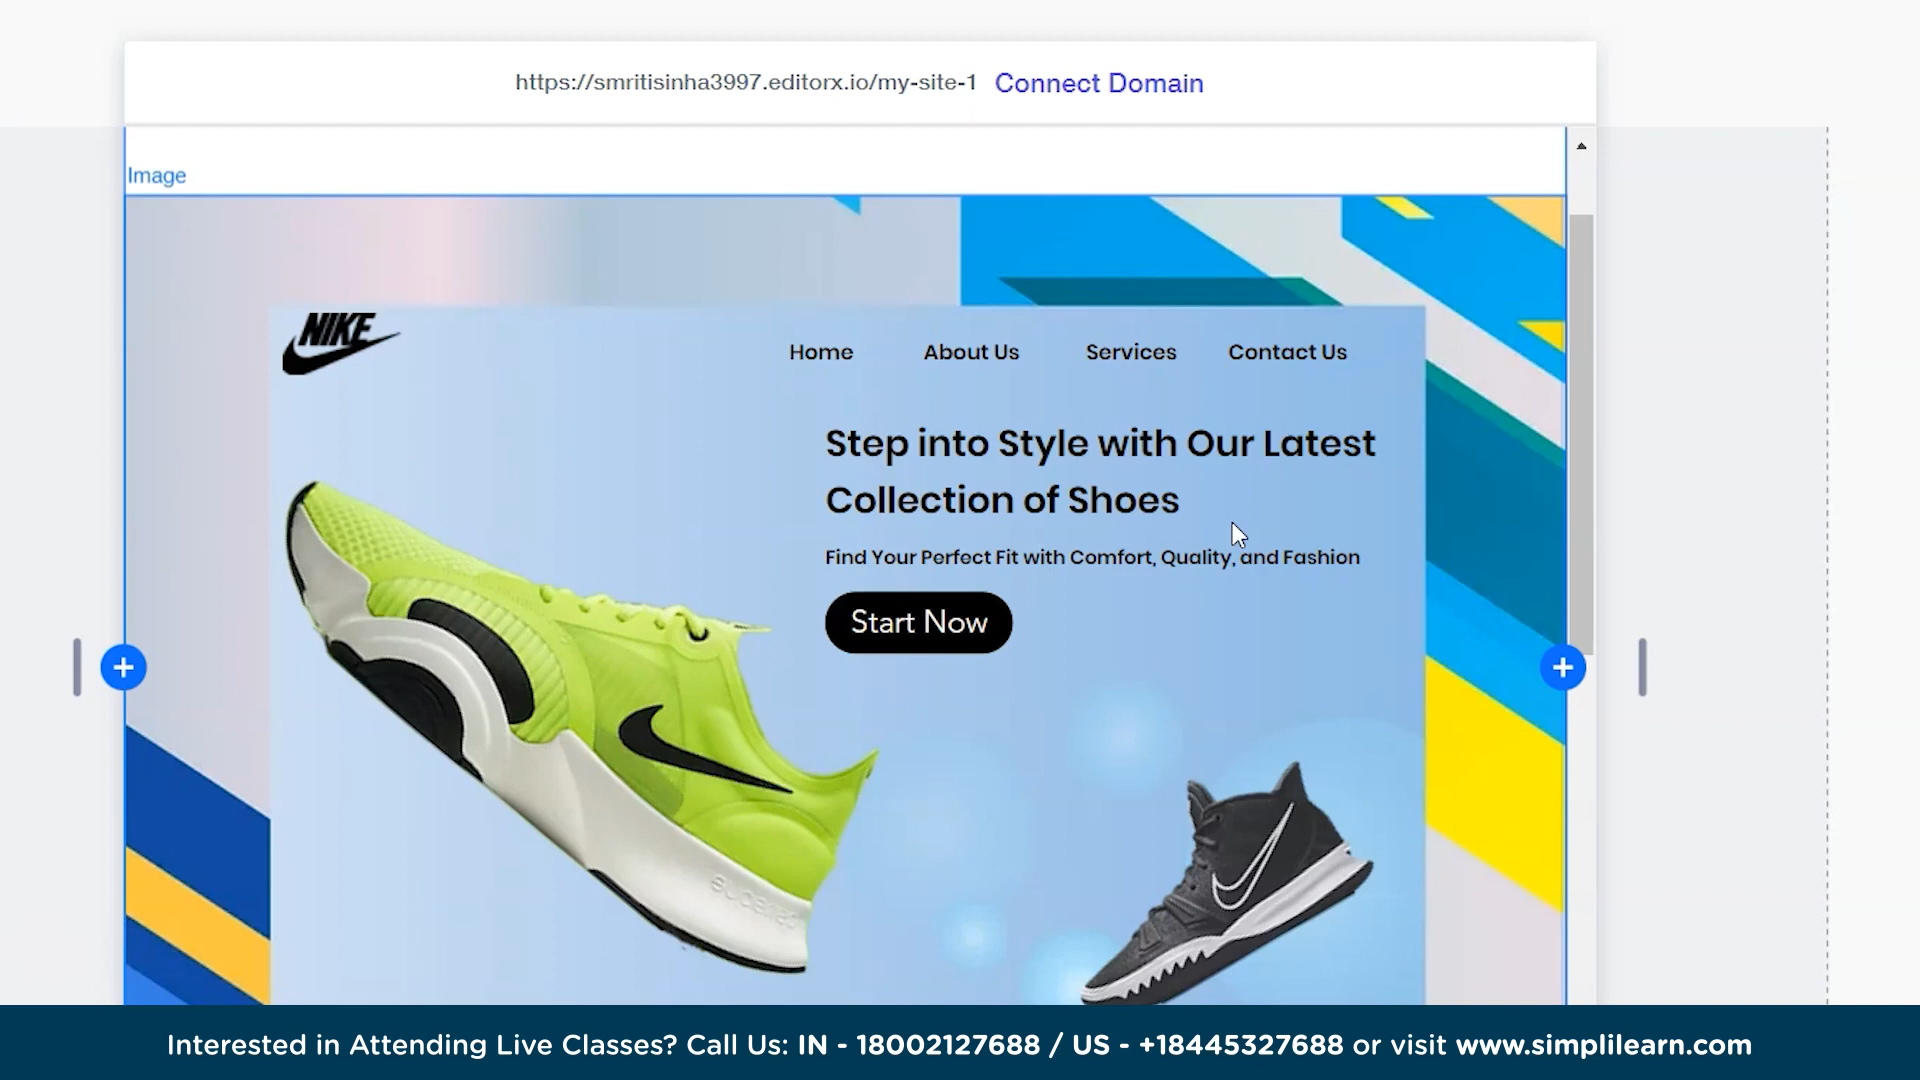 https://smritisinha3997.editorx.io/my-site-1 Connect Domain
Image
NIKE
Home About Us Services Contact Us
Step into Style with Our Latest
Collection of Shoes
Find Your Perfect Fit with Comfort, Quality, and Fashion
Start Now
Interested in Attending Live Classes? Call Us: IN - 18002127688 / US - +18445327688 or visit www.simplilearn.com